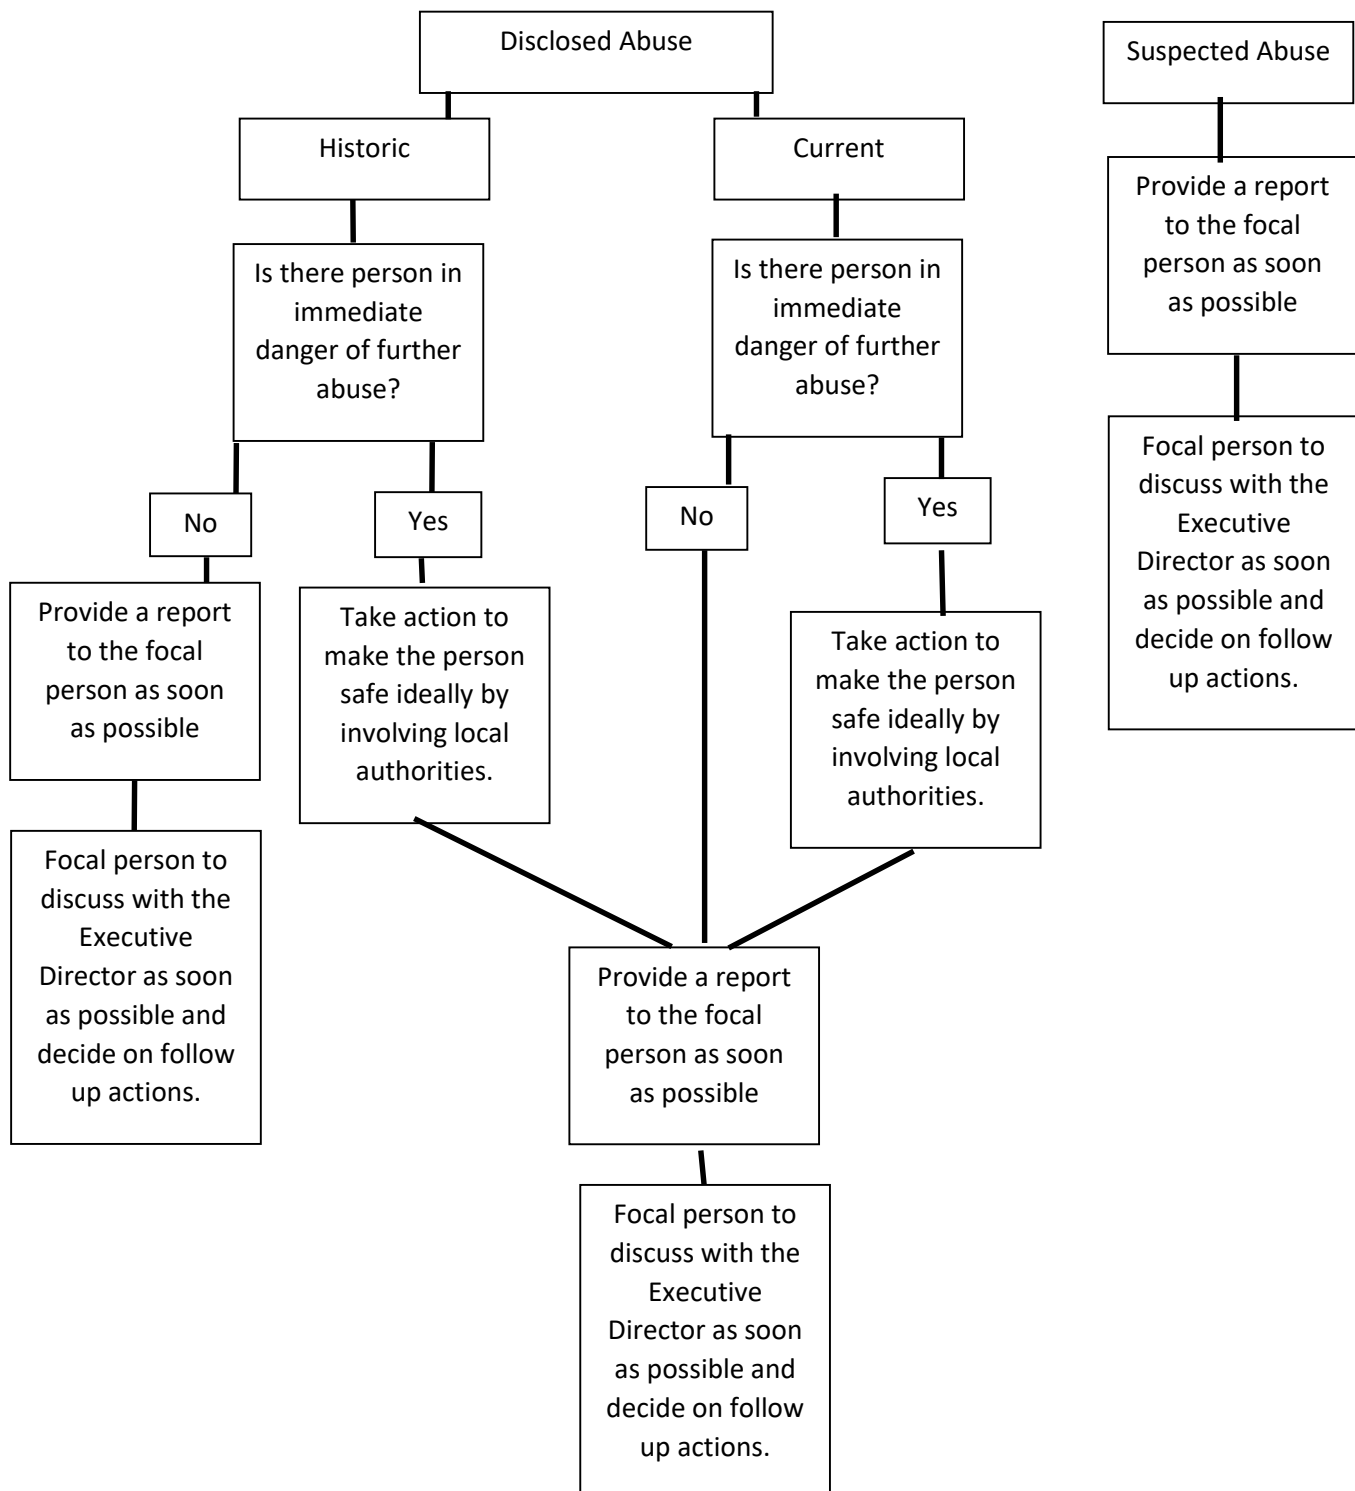 Disclosed Abuse
Suspected Abuse
Historic
Current
Provide a report
to the focal
person as soon
as possible
Is there person in
immediate
danger of further
abuse?
Is there person in
immediate
danger of further
abuse?
Focal person to
discuss with the
Executive
Director as soon
as possible and
decide on follow
up actions.
No
Yes
No
Yes
Provide a report
to the focal
person as soon
as possible
Take action to
make the person
safe ideally by
involving local
authorities.
Take action to
make the person
safe ideally by
involving local
authorities.
Focal person to
discuss with the
Executive
Director as soon
as possible and
decide on follow
up actions.
Provide a report
to the focal
person as soon
as possible
Focal person to
discuss with the
Executive
Director as soon
as possible and
decide on follow
up actions.